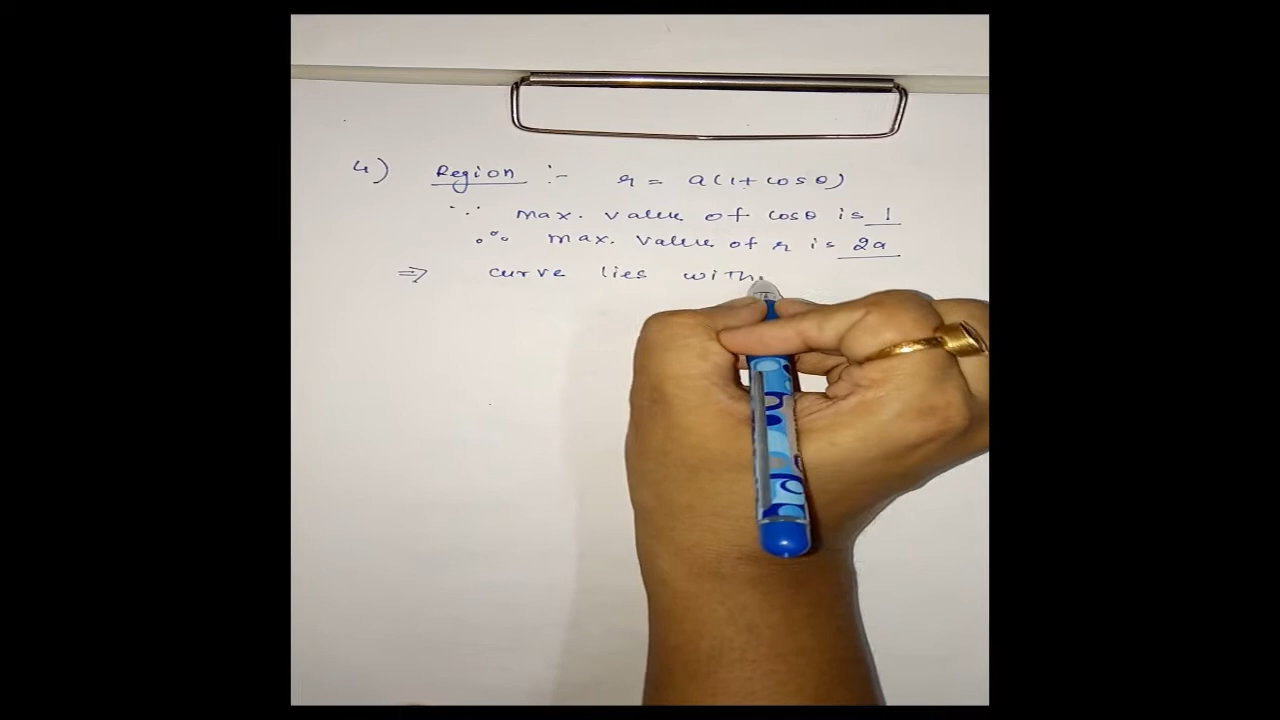 4) Region :- r = a(1+cosθ)
∵ max. value of cosθ is 1
∴ max. value of r is 2a
⇒ curve lies with